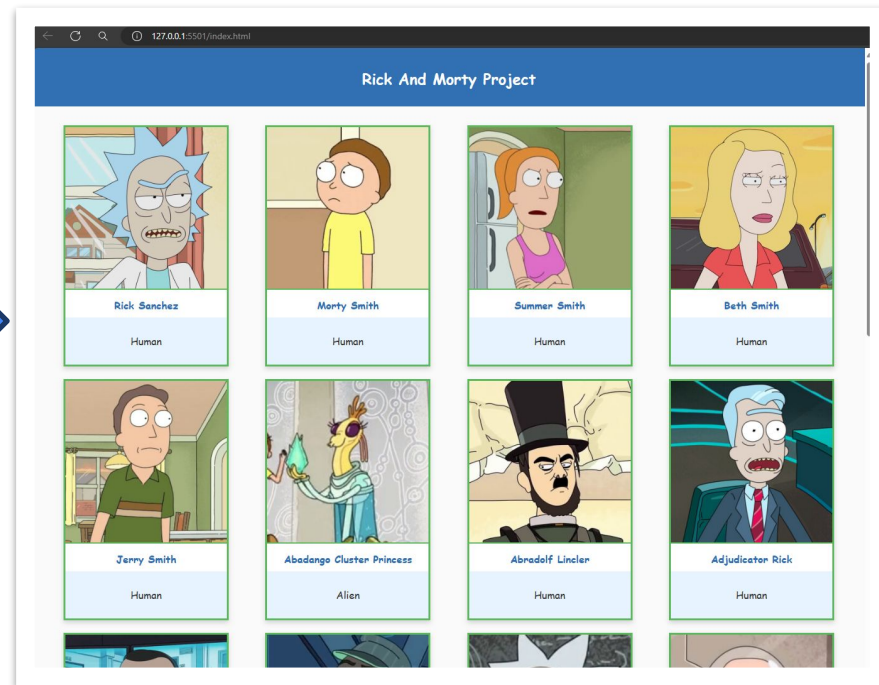 127.0.0.1:5501/index.html
Rick And Morty Project
Rick Sanchez
Human
Morty Smith
Human
Summer Smith
Human
Beth Smith
Human
Jerry Smith
Human
Abadango Cluster Princess
Alien
Abradolf Lincler
Human
Adjudicator Rick
Human